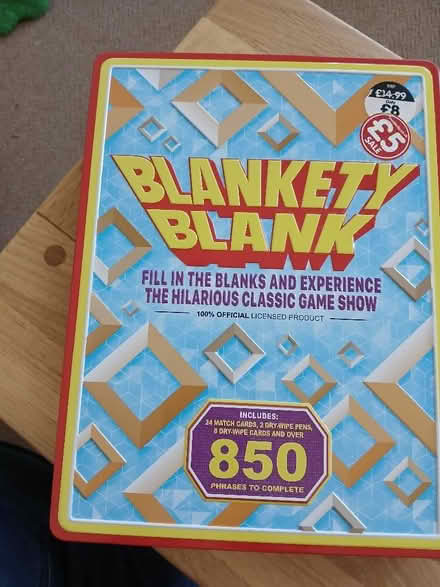 RRP
£14.99
Only
£8
£5
SALE
BLANKETY
BLANK
FILL IN THE BLANKS AND EXPERIENCE
THE HILARIOUS CLASSIC GAME SHOW
100% OFFICIAL LICENSED PRODUCT
INCLUDES:
24 MATCH CARDS, 2 DRY-WIPE PENS,
8 DRY-WIPE CARDS AND OVER
850
PHRASES TO COMPLETE